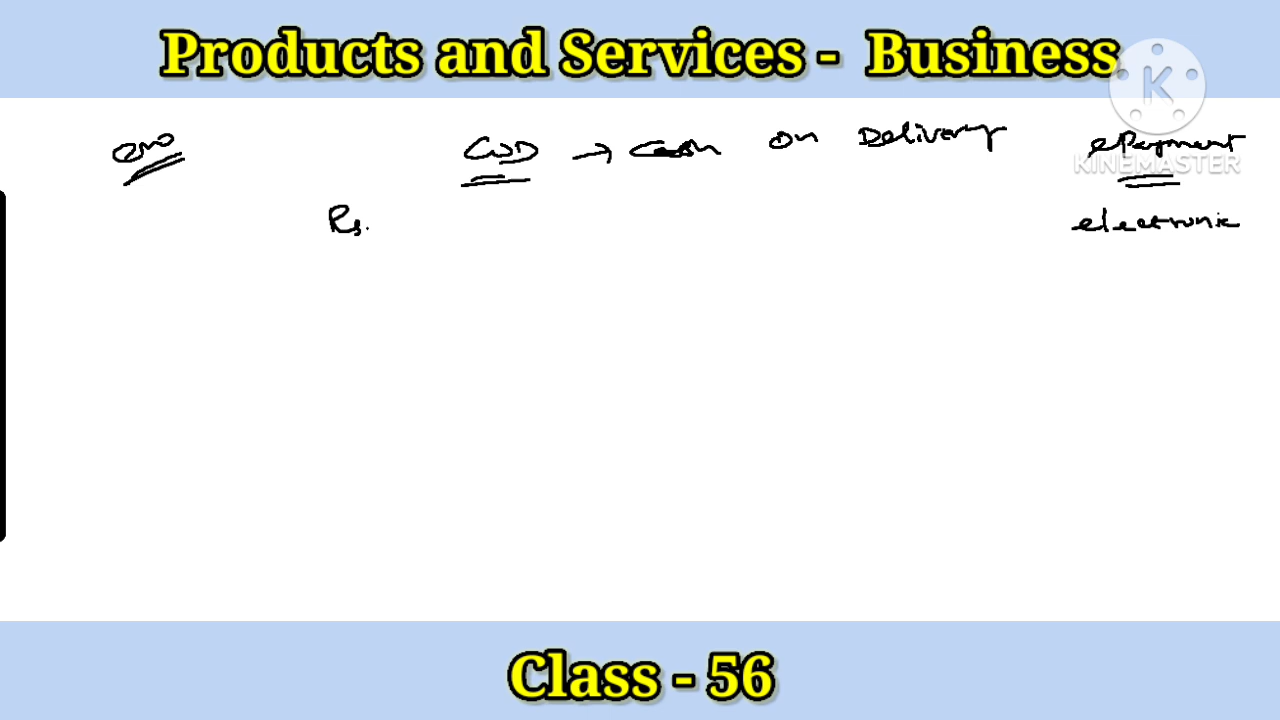 Products and Services - Business
COD → Cash on Delivery ePayment
KINEMASTER
Rs. electronic
Class - 56